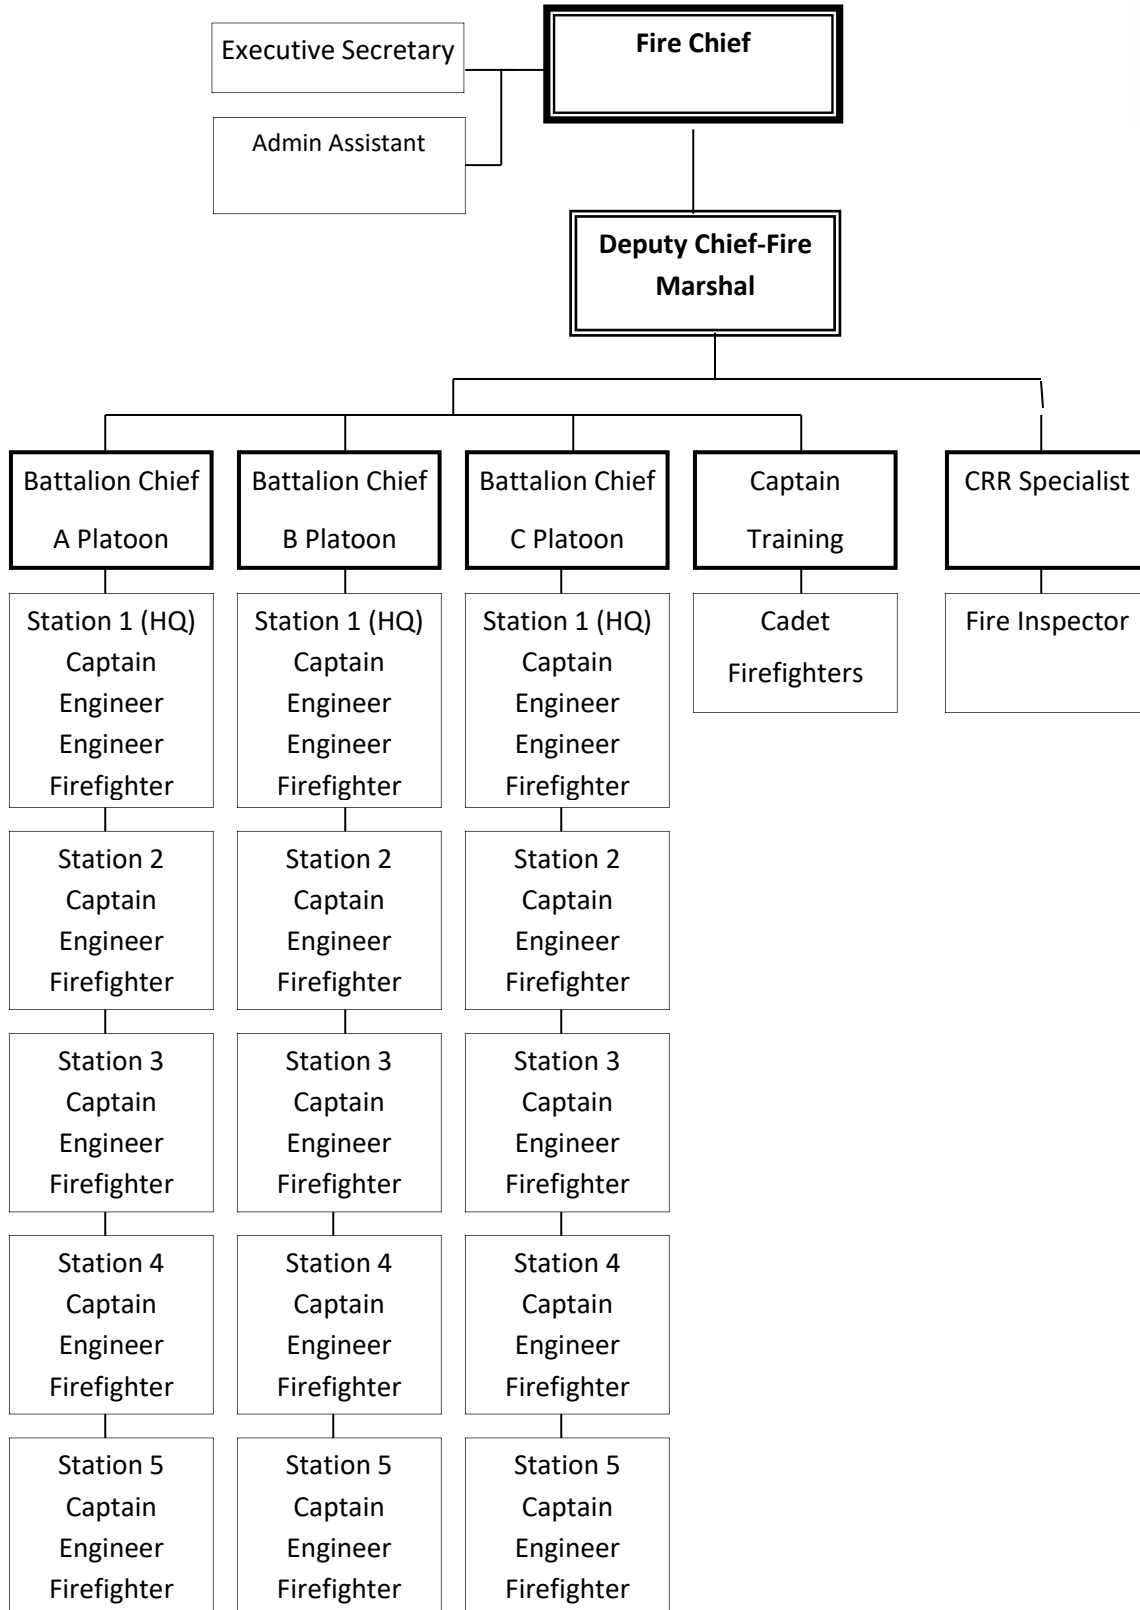 Executive Secretary
Fire Chief
Admin Assistant
Deputy Chief-Fire
Marshal
Battalion Chief
A Platoon
Battalion Chief
B Platoon
Battalion Chief
C Platoon
Captain
Training
CRR Specialist
Station 1 (HQ)
Captain
Engineer
Engineer
Firefighter
Station 1 (HQ)
Captain
Engineer
Engineer
Firefighter
Station 1 (HQ)
Captain
Engineer
Engineer
Firefighter
Cadet
Firefighters
Fire Inspector
Station 2
Captain
Engineer
Firefighter
Station 2
Captain
Engineer
Firefighter
Station 2
Captain
Engineer
Firefighter
Station 3
Captain
Engineer
Firefighter
Station 3
Captain
Engineer
Firefighter
Station 3
Captain
Engineer
Firefighter
Station 4
Captain
Engineer
Firefighter
Station 4
Captain
Engineer
Firefighter
Station 4
Captain
Engineer
Firefighter
Station 5
Captain
Engineer
Firefighter
Station 5
Captain
Engineer
Firefighter
Station 5
Captain
Engineer
Firefighter